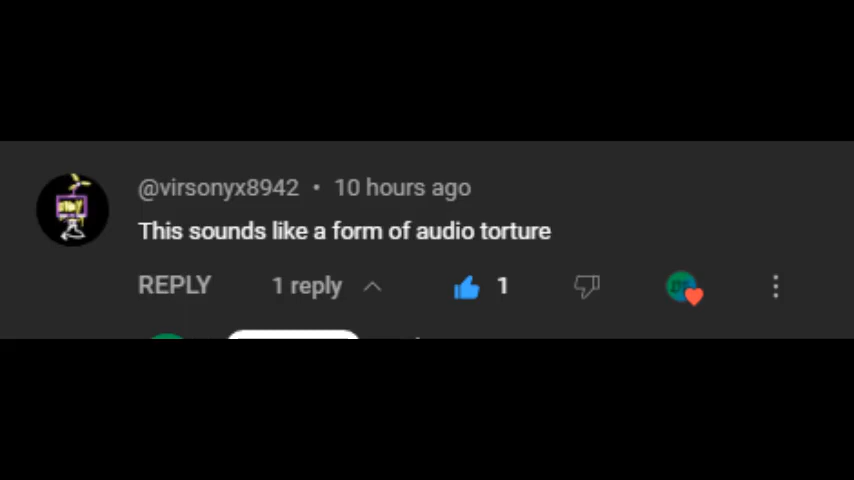 @virsonyx8942 • 10 hours ago
This sounds like a form of audio torture
REPLY 1 reply 1